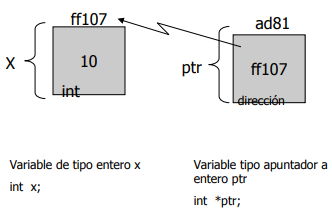 ff107
ad81
X
10
int
ptr
ff107
dirección
Variable de tipo entero x
int x;
Variable tipo apuntador a
entero ptr
int *ptr;